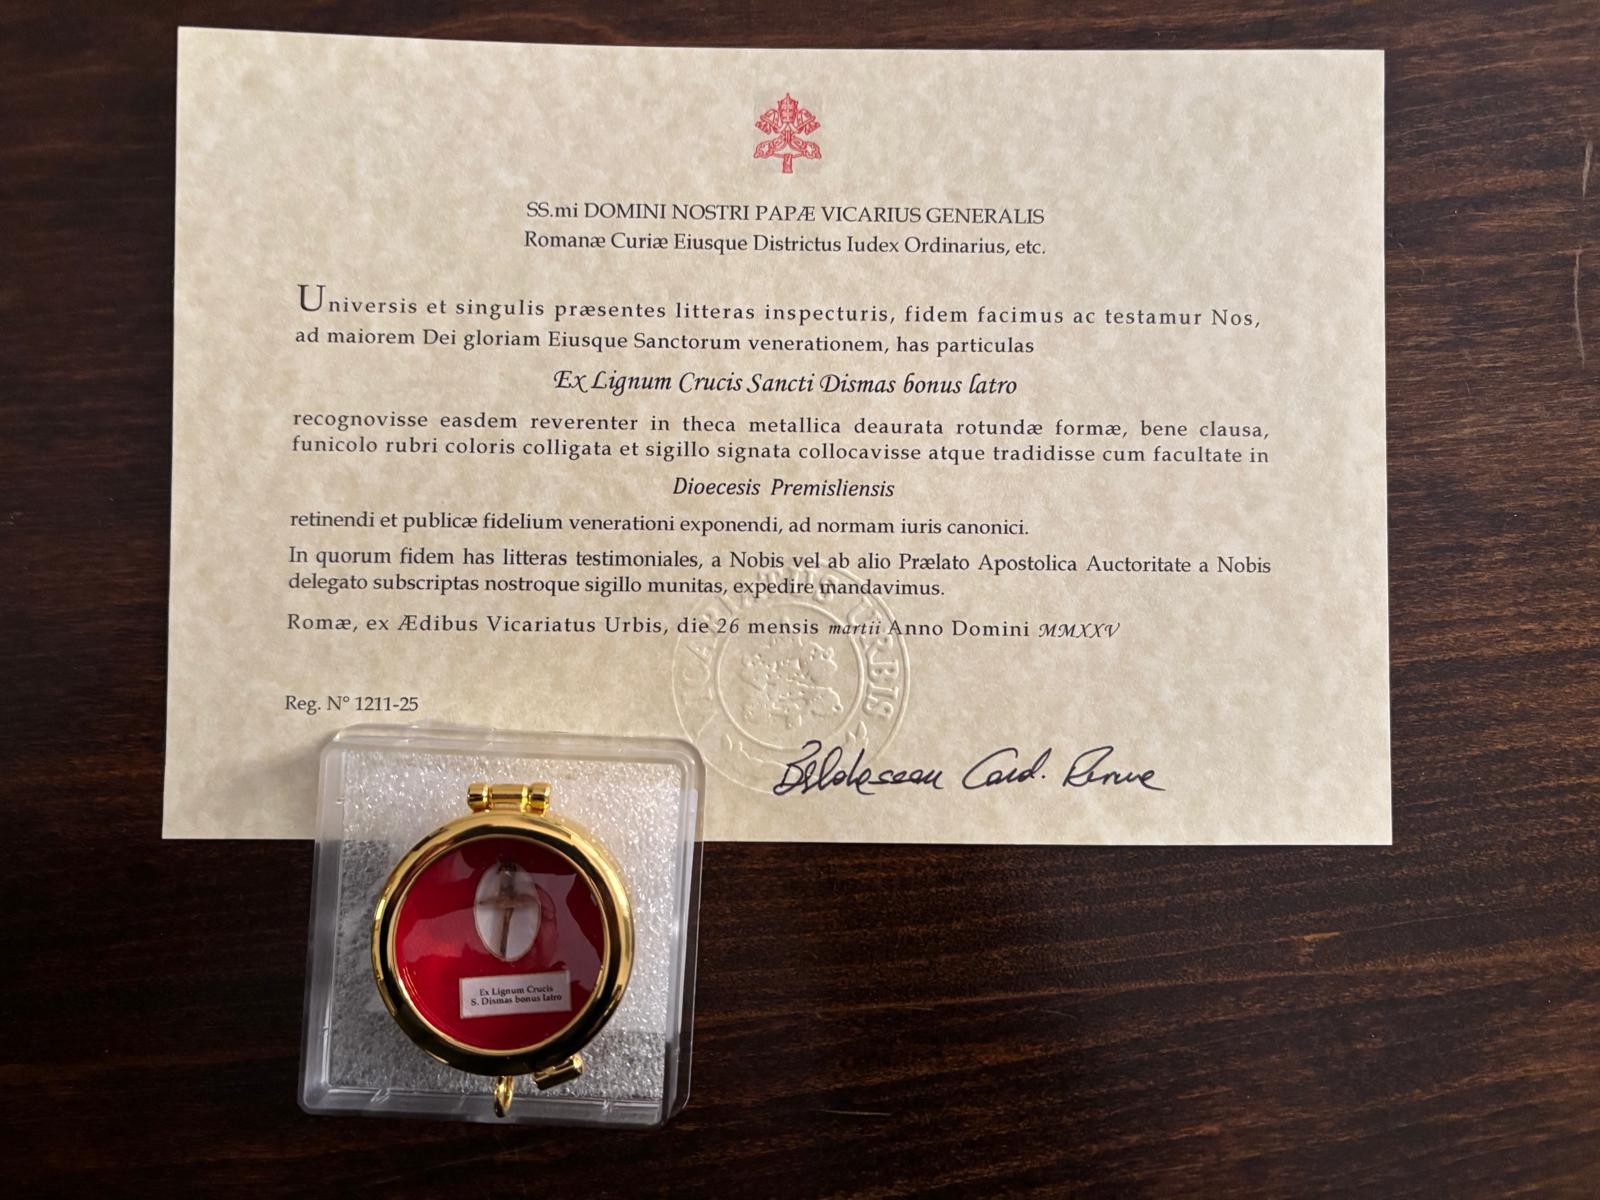 SS.mi DOMINI NOSTRI PAPÆ VICARIUS GENERALIS
Romanæ Curiæ Eiusque Districtus Iudex Ordinarius, etc.
Universis et singulis præsentes litteras inspecturis, fidem facimus ac testamur Nos,
ad maiorem Dei gloriam Eiusque Sanctorum venerationem, has particulas
Ex Lignum Crucis Sancti Dismas bonus latro
recognovisse easdem reverenter in theca metallica deaurata rotundæ formæ, bene clausa,
funicolo rubri coloris colligata et sigillo signata collocavisse atque tradidisse cum facultate in
Dioecesis Premisliensis
retinendi et publicæ fidelium venerationi exponendi, ad normam iuris canonici.
In quorum fidem has litteras testimoniales, a Nobis vel ab alio Prælato Apostolica Auctoritate a Nobis
delegato subscriptas nostroque sigillo munitas, expedire mandavimus.
Romæ, ex Ædibus Vicariatus Urbis, die 26 mensis martii Anno Domini MMXXV
VICARIATUS URBIS
Reg. N° 1211-25
Card.
Ex Lignum Crucis
S. Dismas bonus latro